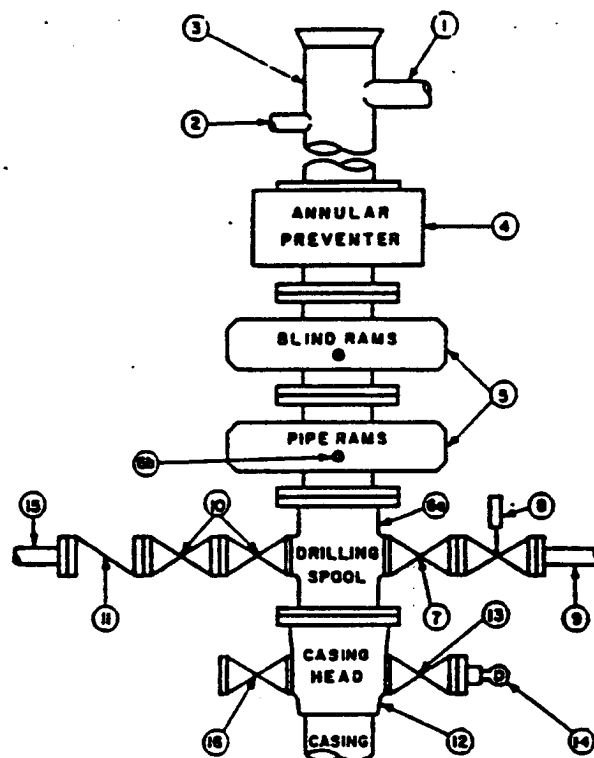 3
1
2
ANNULAR
PREVENTER
4
BLIND RAMS
5
PIPE RAMS
6b
6a
8
15
10
DRILLING
SPOOL
11
7
9
13
CASING
HEAD
16
12
14
CASING